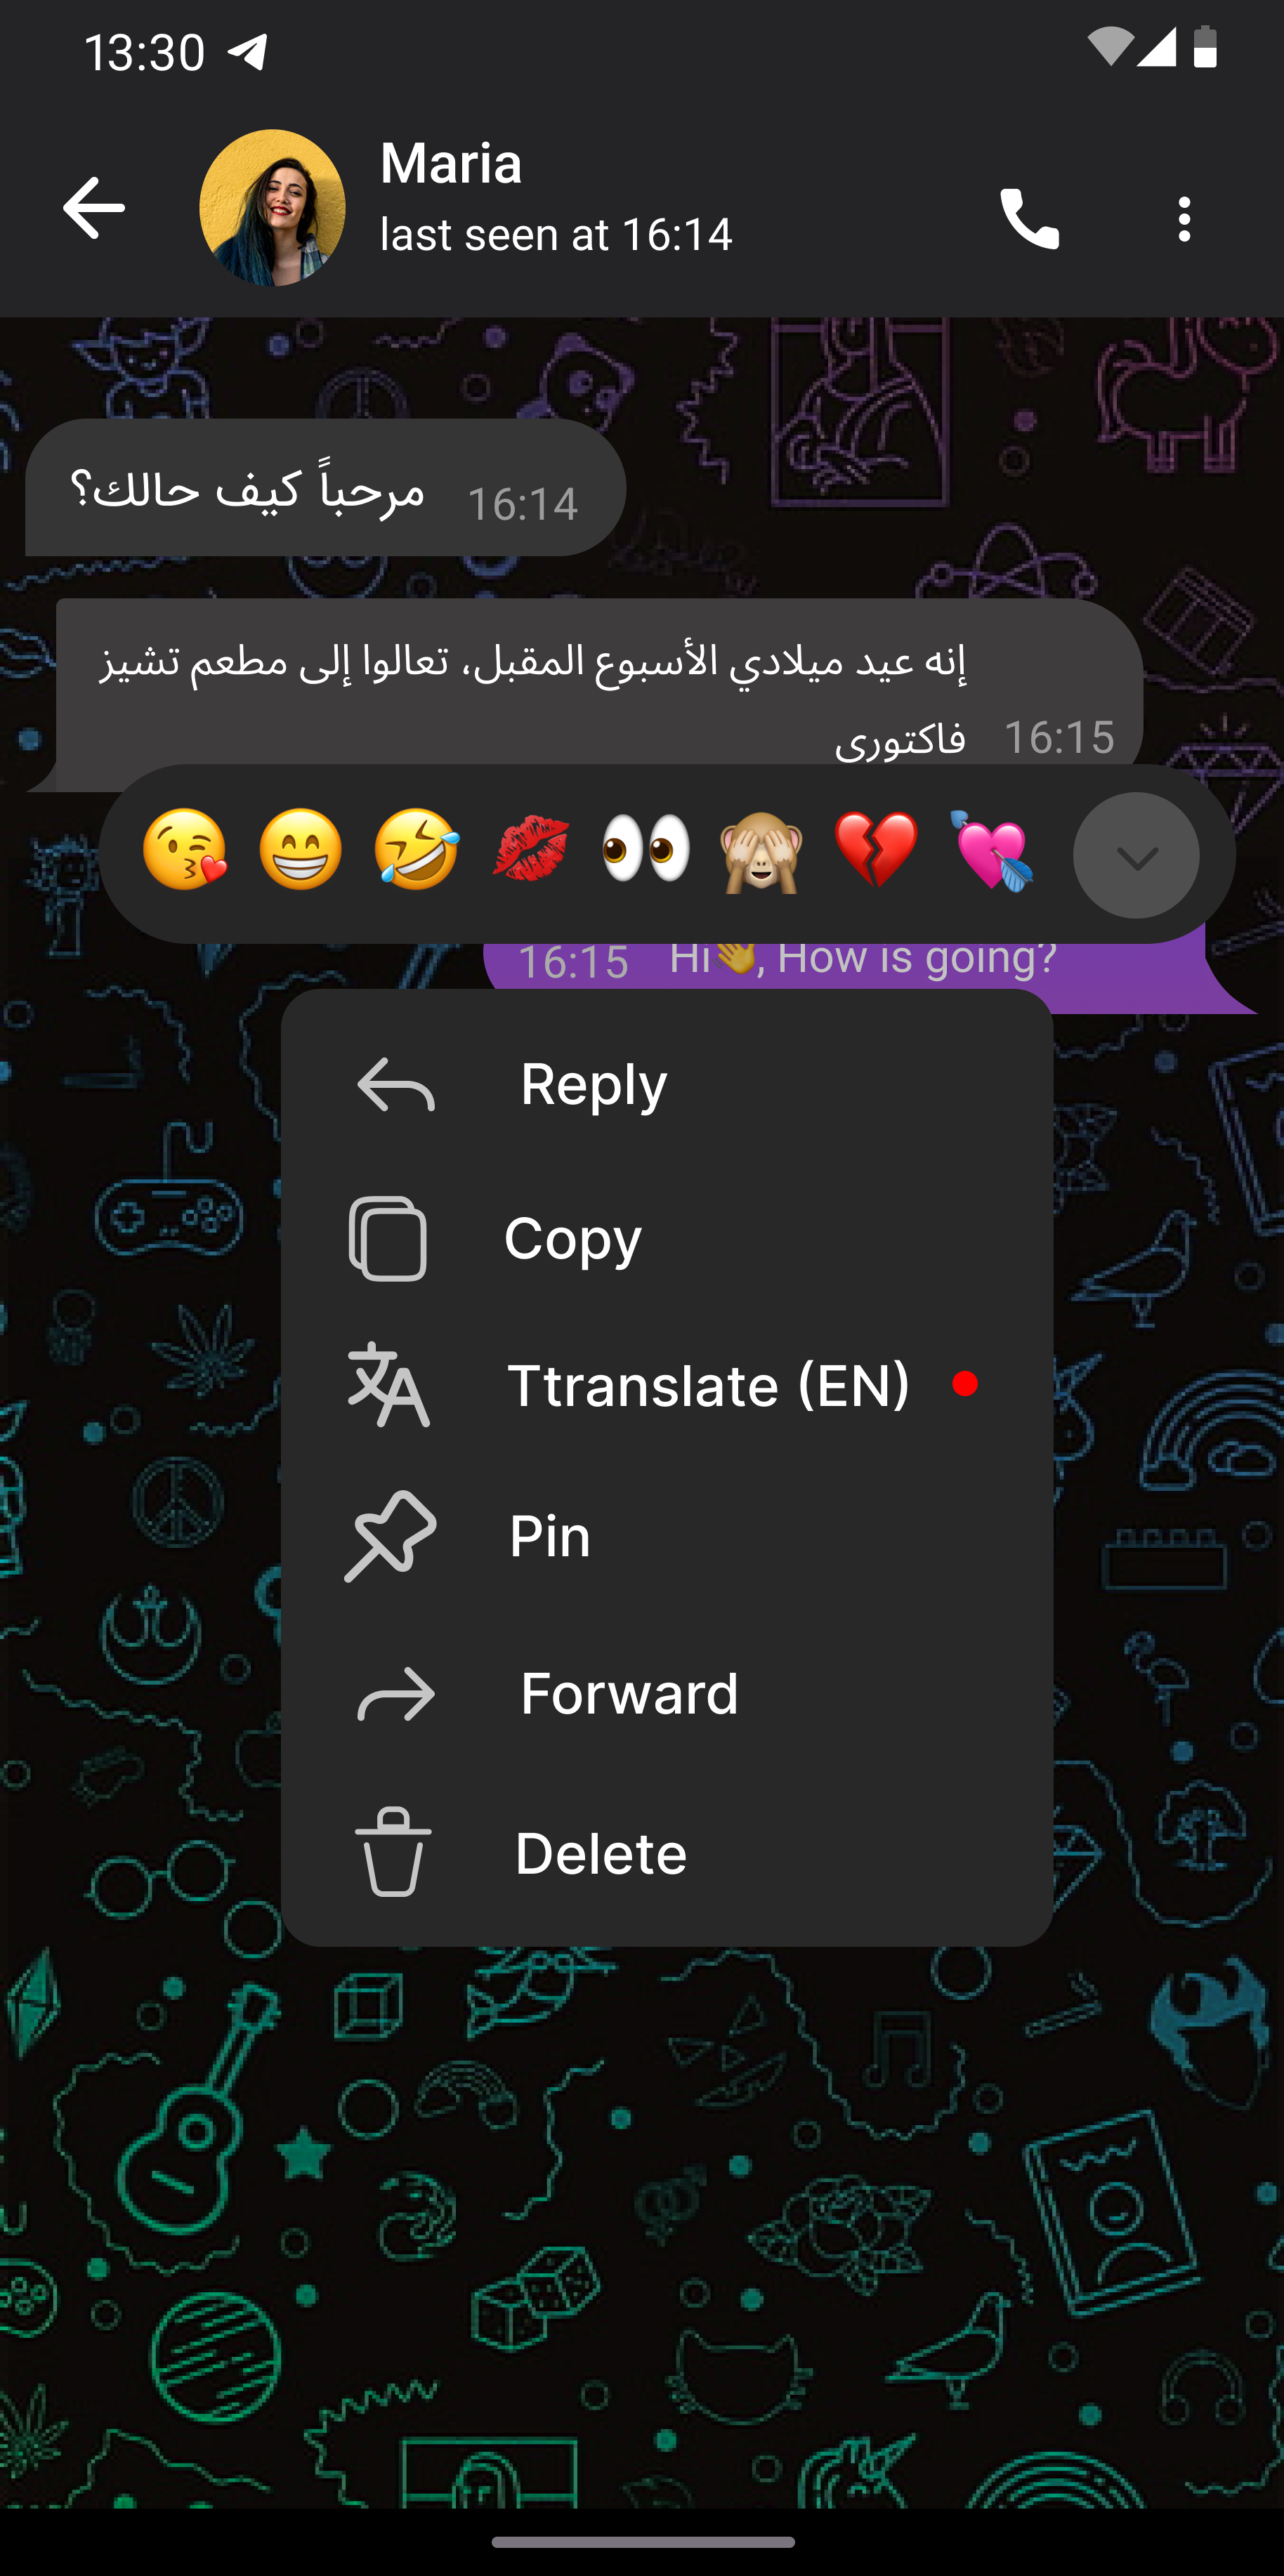 13:30
Maria
last seen at 16:14
مرحباً كيف حالك؟
16:14
إنه عيد ميلادي الأسبوع المقبل، تعالوا إلى مطعم تشيز
فاكتوري
16:15
16:15 Hi👋, How is going?
Reply
Copy
Ttranslate (EN)
Pin
Forward
Delete